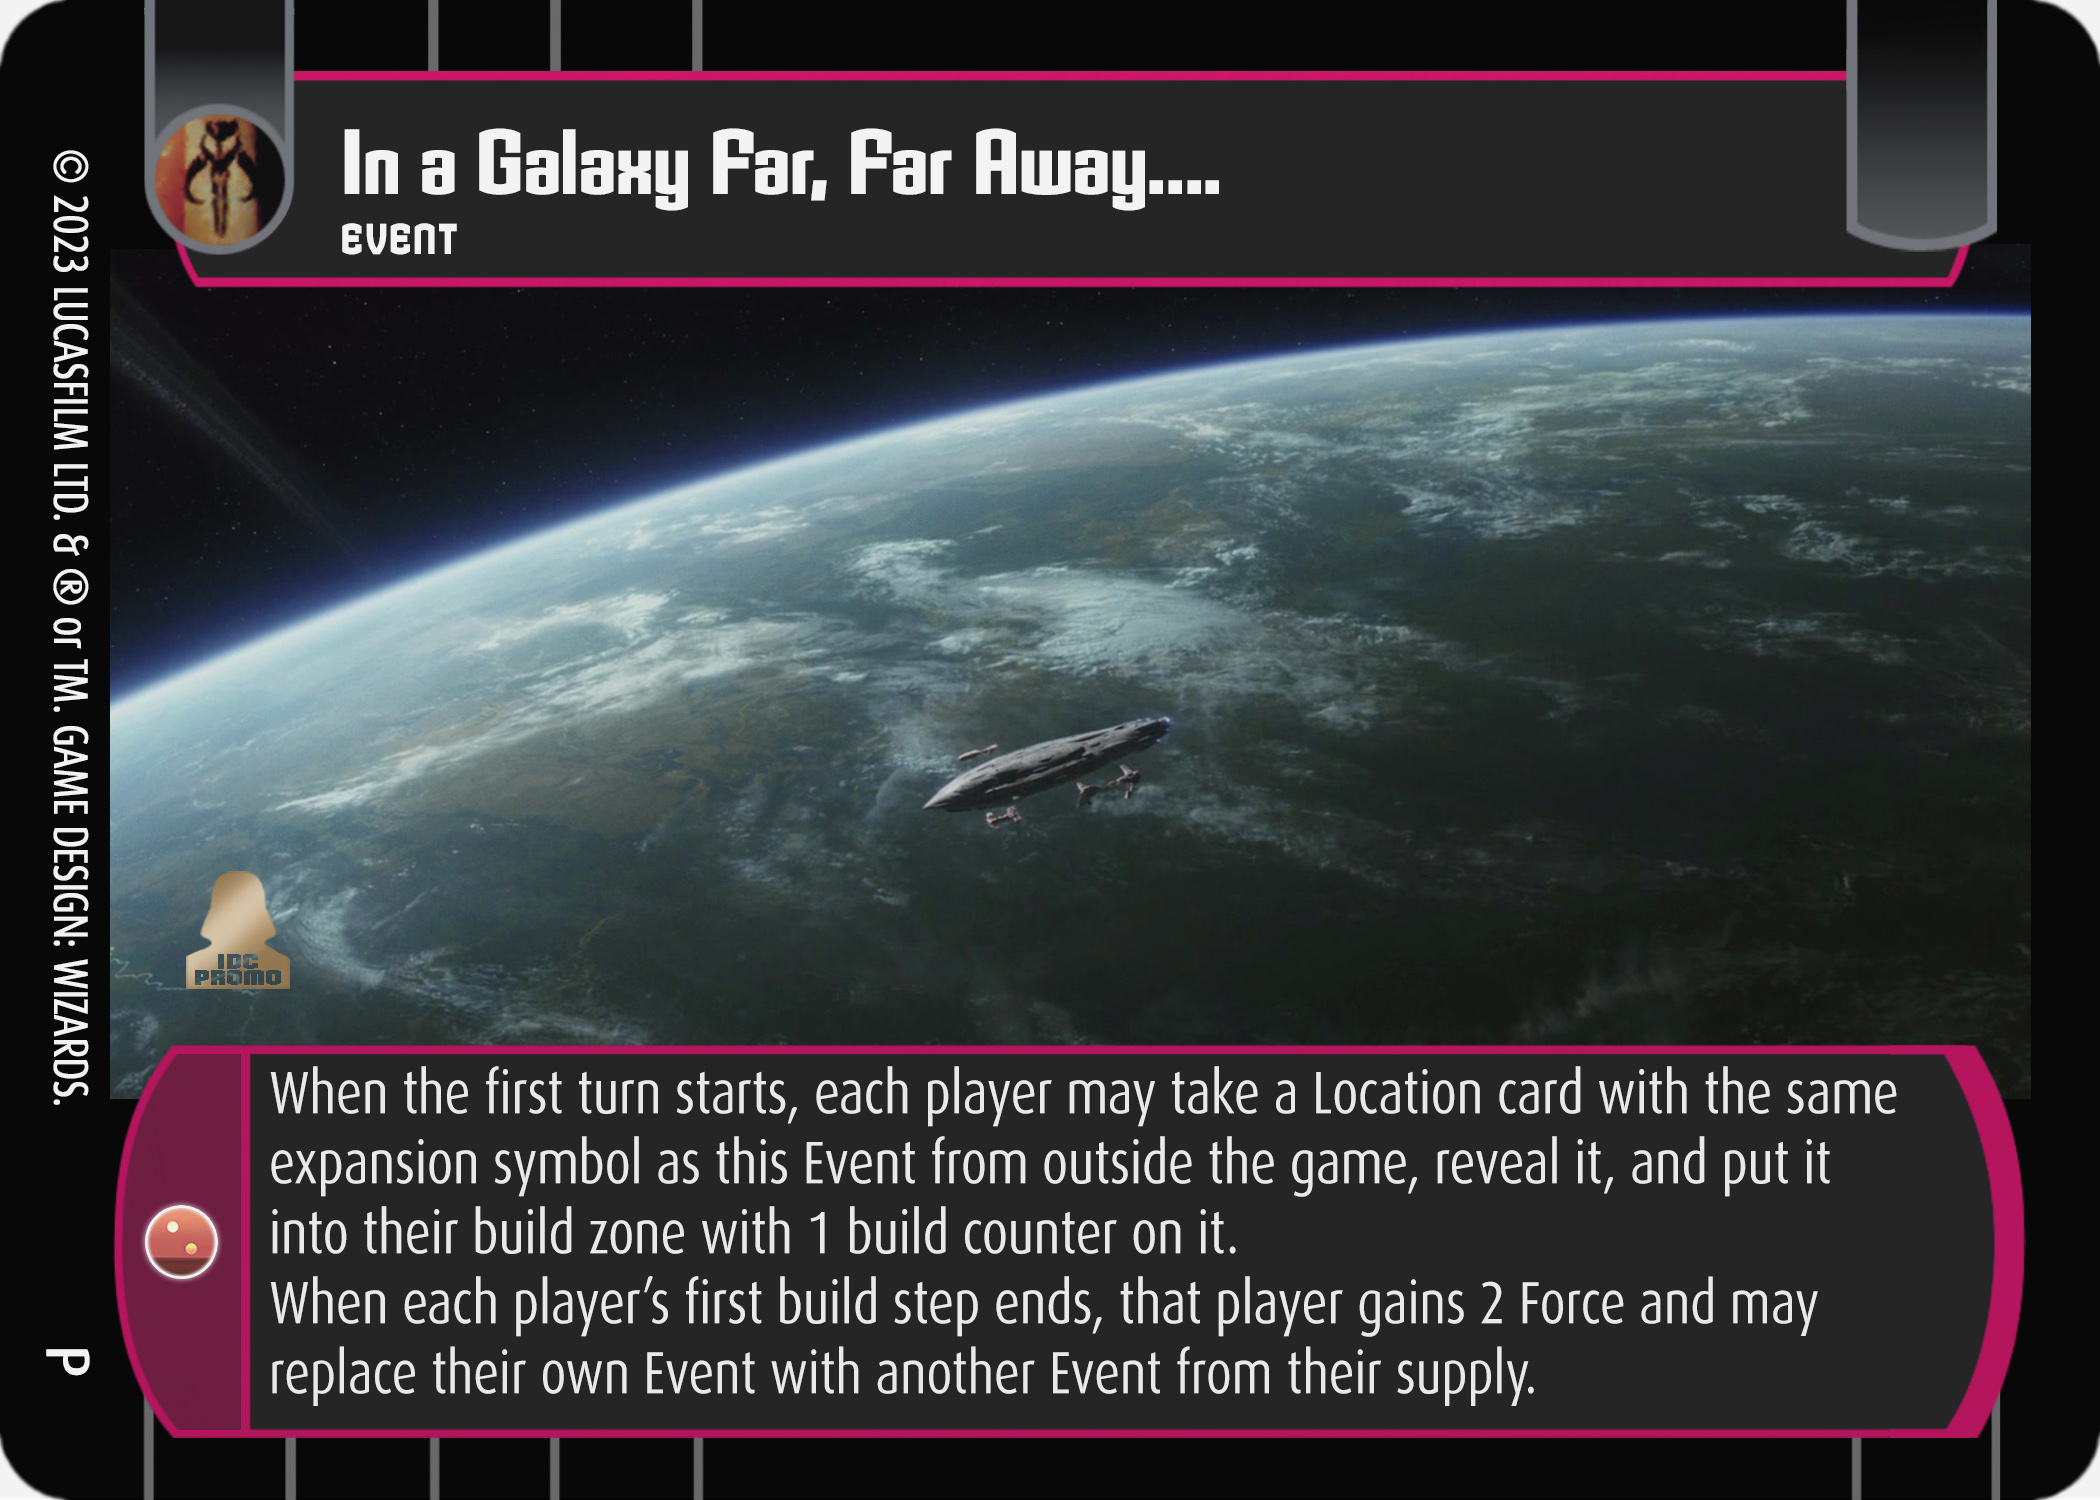 In a Galaxy Far, Far Away....
EVENT
© 2023 LUCASFILM LTD. & ® or TM. GAME DESIGN: WIZARDS.
IDC
PROMO
When the first turn starts, each player may take a Location card with the same
expansion symbol as this Event from outside the game, reveal it, and put it
into their build zone with 1 build counter on it.
When each player’s first build step ends, that player gains 2 Force and may
replace their own Event with another Event from their supply.
P